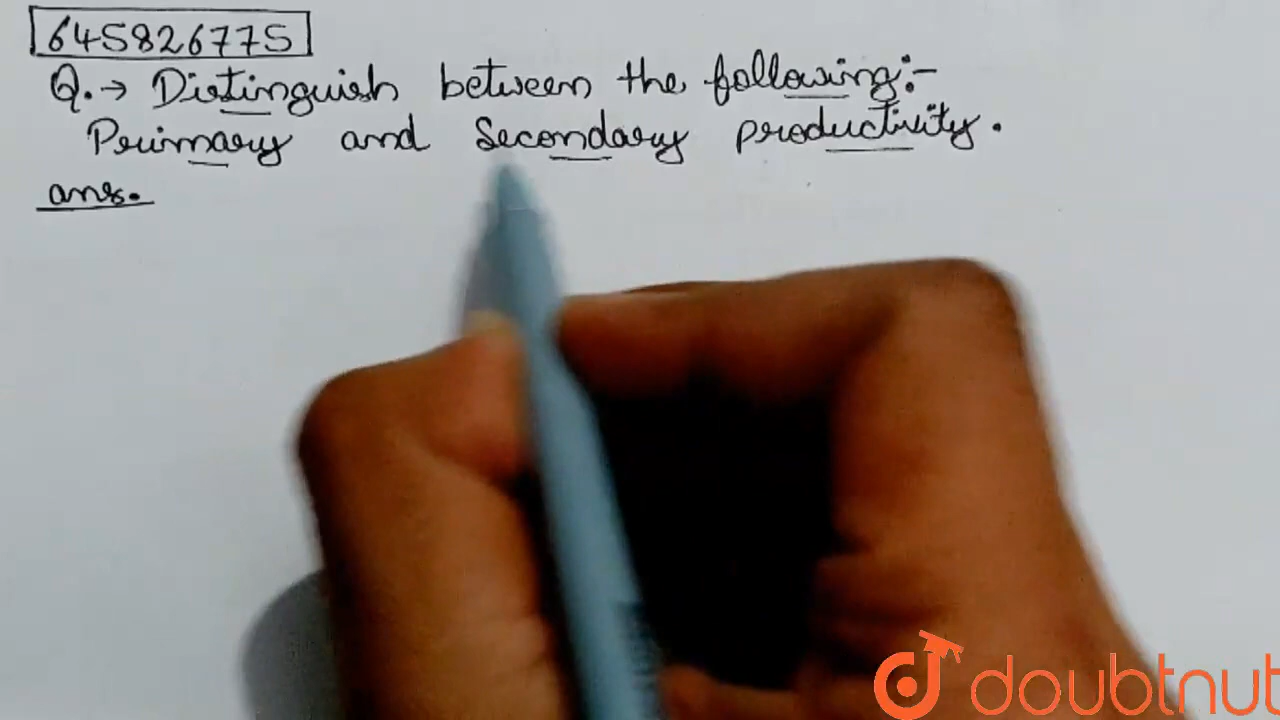 645826775
Q.→ Distinguish between the following:-
Primary and Secondary productivity.
ans.
doubtnut